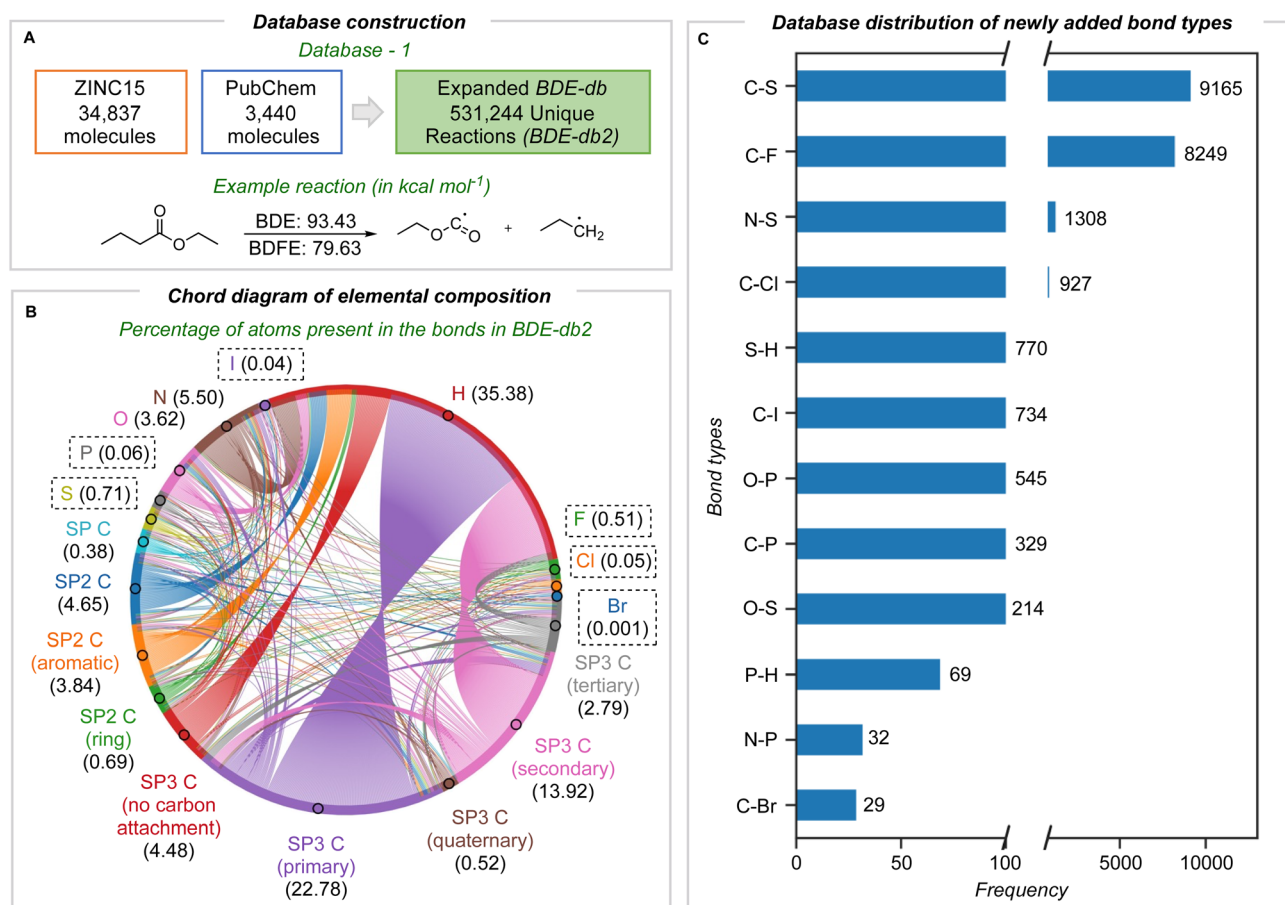 Database construction
A
Database - 1
ZINC15
34,837
molecules
PubChem
3,440
molecules
Expanded BDE-db
531,244 Unique
Reactions (BDE-db2)
Example reaction (in kcal mol-1)
O
O
BDE: 93.43
BDFE: 79.63
O
C
O
+
CH2
Chord diagram of elemental composition
B
Percentage of atoms present in the bonds in BDE-db2
I (0.04)
N (5.50)
O (3.62)
P (0.06)
S (0.71)
SP C
(0.38)
SP2 C
(4.65)
SP2 C
(aromatic)
(3.84)
SP2 C
(ring)
(0.69)
SP3 C
(no carbon
attachment)
(4.48)
SP3 C
(primary)
(22.78)
SP3 C
(quaternary)
(0.52)
SP3 C
(secondary)
(13.92)
SP3 C
(tertiary)
(2.79)
Br
(0.001)
Cl (0.05)
F (0.51)
H (35.38)
Database distribution of newly added bond types
C
C-S 9165
C-F 8249
N-S 1308
C-Cl 927
S-H 770
C-I 734
O-P 545
C-P 329
O-S 214
P-H 69
N-P 32
C-Br 29
Bond types
0 50 100 5000 10000
Frequency